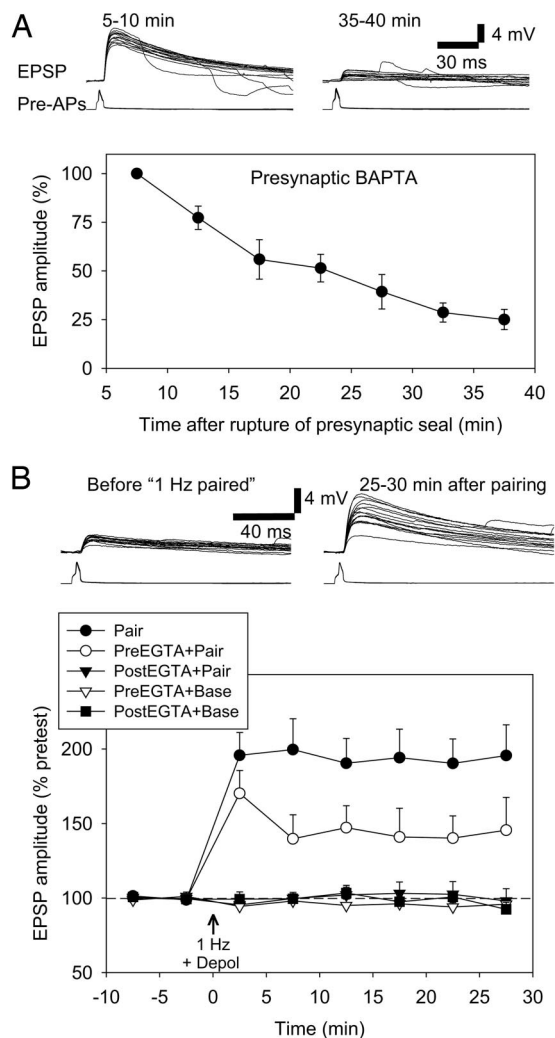 A
5-10 min
35-40 min
4 mV
30 ms
EPSP
Pre-APs
Presynaptic BAPTA
EPSP amplitude (%)
100
75
50
25
0
5 10 15 20 25 30 35 40
Time after rupture of presynaptic seal (min)
B
Before “1 Hz paired”
25-30 min after pairing
4 mV
40 ms
Pair
PreEGTA+Pair
PostEGTA+Pair
PreEGTA+Base
PostEGTA+Base
EPSP amplitude (% pretest)
200
150
100
50
1 Hz
+ Depol
-10 -5 0 5 10 15 20 25 30
Time (min)